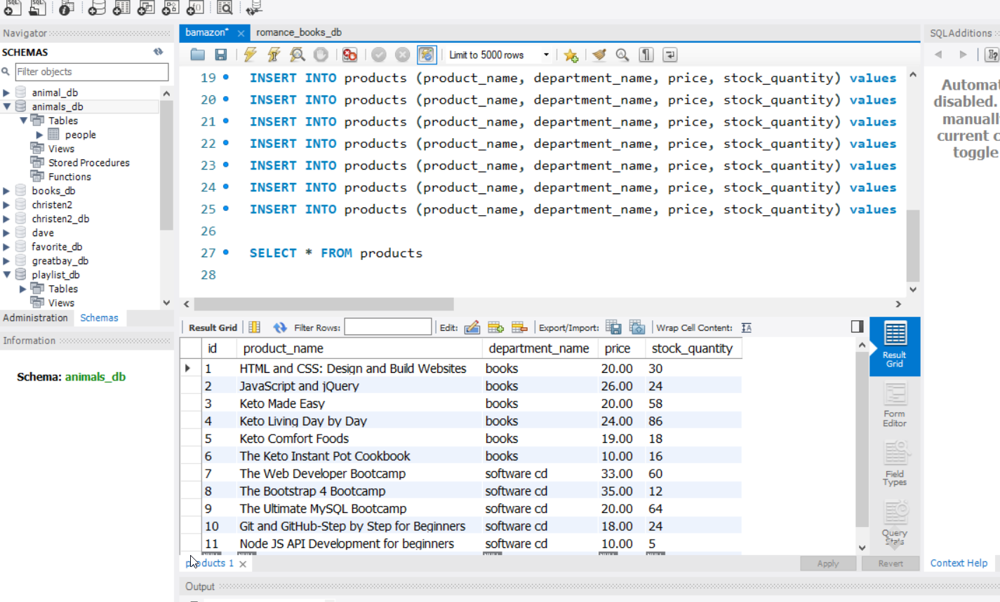 SQL SQL
Navigator
bamazon* × romance_books_db
SQLAdditions
SCHEMAS
Limit to 5000 rows
Filter objects
animal_db
animals_db
Tables
people
Views
Stored Procedures
Functions
books_db
christen2
christen2_db
dave
favorite_db
greatbay_db
playlist_db
Tables
Views
Administration Schemas
Information
Schema: animals_db
19 INSERT INTO products (product_name, department_name, price, stock_quantity) values
20 INSERT INTO products (product_name, department_name, price, stock_quantity) values
21 INSERT INTO products (product_name, department_name, price, stock_quantity) values
22 INSERT INTO products (product_name, department_name, price, stock_quantity) values
23 INSERT INTO products (product_name, department_name, price, stock_quantity) values
24 INSERT INTO products (product_name, department_name, price, stock_quantity) values
25 INSERT INTO products (product_name, department_name, price, stock_quantity) values
26
27 SELECT * FROM products
28
Result Grid Filter Rows: Edit: Export/Import: Wrap Cell Content: IA
id product_name department_name price stock_quantity
1 HTML and CSS: Design and Build Websites books 20.00 30
2 JavaScript and jQuery books 26.00 24
3 Keto Made Easy books 20.00 58
4 Keto Living Day by Day books 24.00 86
5 Keto Comfort Foods books 19.00 18
6 The Keto Instant Pot Cookbook books 10.00 16
7 The Web Developer Bootcamp software cd 33.00 60
8 The Bootstrap 4 Bootcamp software cd 35.00 12
9 The Ultimate MySQL Bootcamp software cd 20.00 64
10 Git and GitHub-Step by Step for Beginners software cd 18.00 24
11 Node JS API Development for beginners software cd 10.00 5
products 1 × Apply Revert
Output
Result
Grid
Form
Editor
Field
Types
Query
Stats
Automat
disabled.
manually
current c
toggle
Context Help